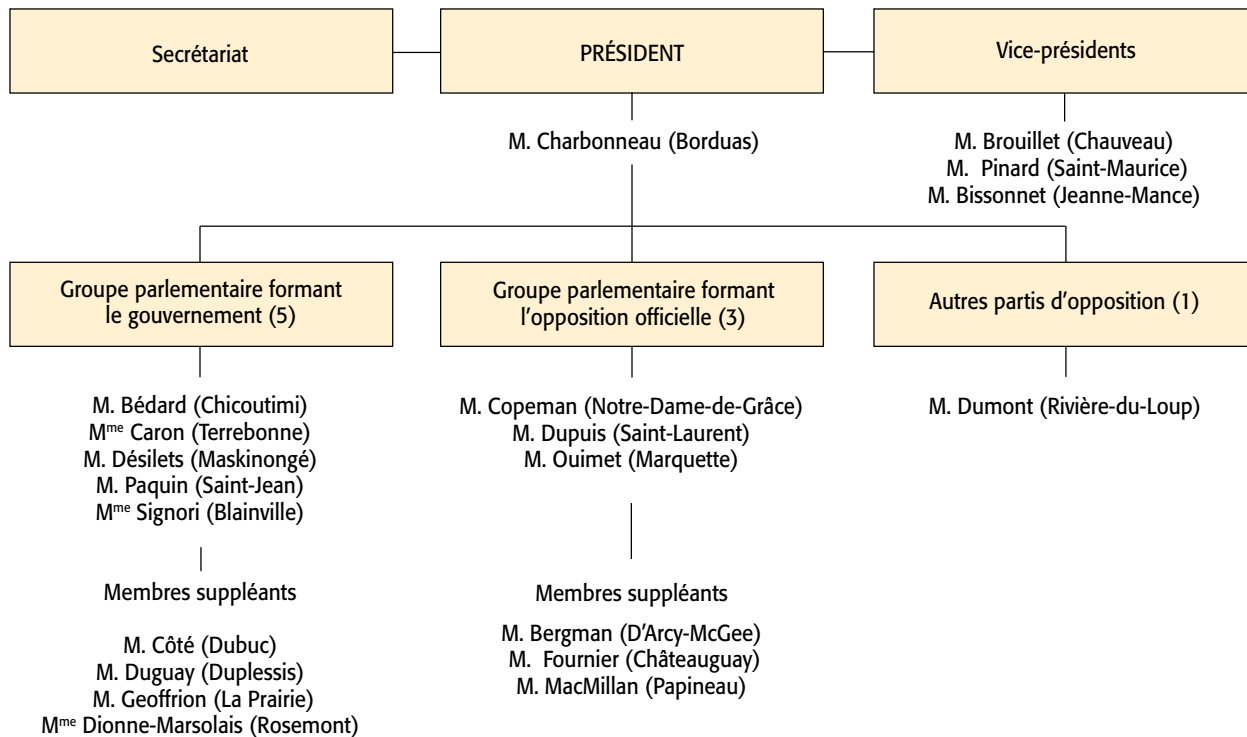 Secrétariat
PRÉSIDENT
Vice-présidents
M. Charbonneau (Borduas)
M. Brouillet (Chauveau)
M. Pinard (Saint-Maurice)
M. Bissonnet (Jeanne-Mance)
Groupe parlementaire formant
le gouvernement (5)
Groupe parlementaire formant
l'opposition officielle (3)
Autres partis d'opposition (1)
M. Bédard (Chicoutimi)
Mme Caron (Terrebonne)
M. Désilets (Maskinongé)
M. Paquin (Saint-Jean)
Mme Signori (Blainville)
M. Copeman (Notre-Dame-de-Grâce)
M. Dupuis (Saint-Laurent)
M. Ouimet (Marquette)
M. Dumont (Rivière-du-Loup)
Membres suppléants
M. Côté (Dubuc)
M. Duguay (Duplessis)
M. Geoffrion (La Prairie)
Mme Dionne-Marsolais (Rosemont)
Membres suppléants
M. Bergman (D'Arcy-McGee)
M. Fournier (Châteauguay)
M. MacMillan (Papineau)